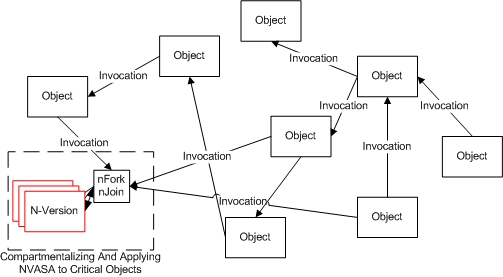 Object
Object
Invocation
Object
Invocation
Object
Invocation
Object
Object
Invocation
Invocation
Invocation
Object
nFork
nJoin
Invocation
N-Version
Invocation
Object
Object
Compartmentalizing And Applying
NVASA to Critical Objects